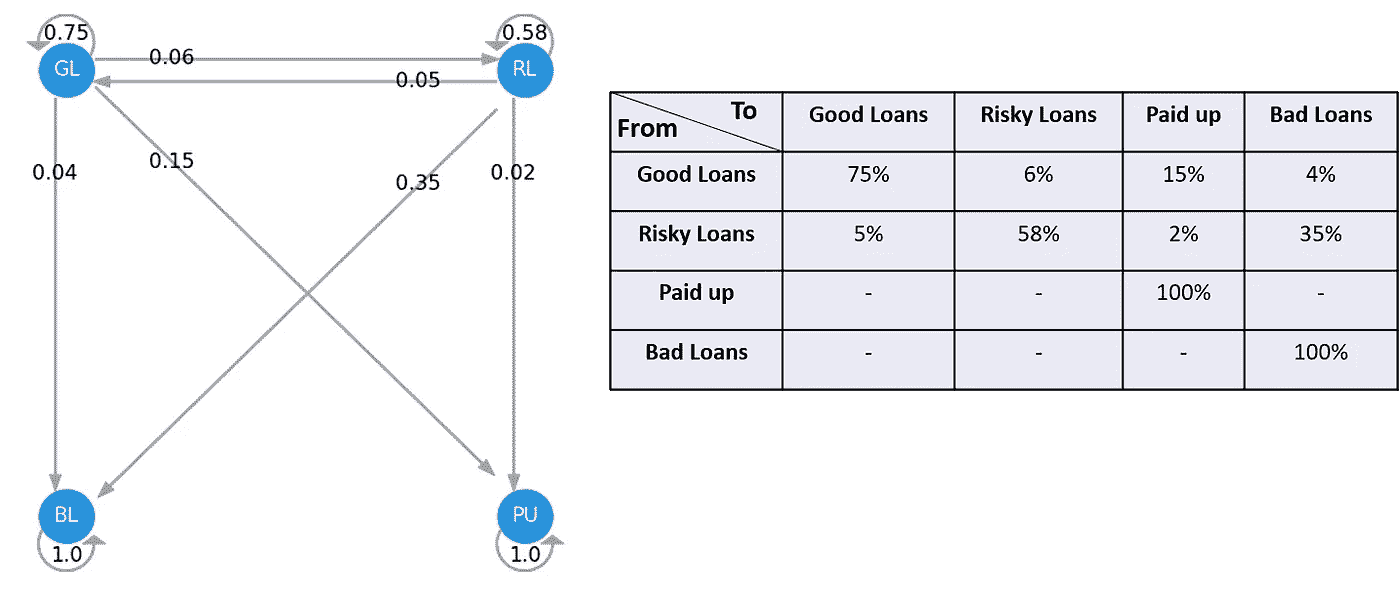 0.75
0.58
GL
0.06
RL
0.05
0.04
0.15
0.35
0.02
BL
PU
1.0
1.0
To
From
Good Loans Risky Loans Paid up Bad Loans
Good Loans 75% 6% 15% 4%
Risky Loans 5% 58% 2% 35%
Paid up - - 100% -
Bad Loans - - - 100%